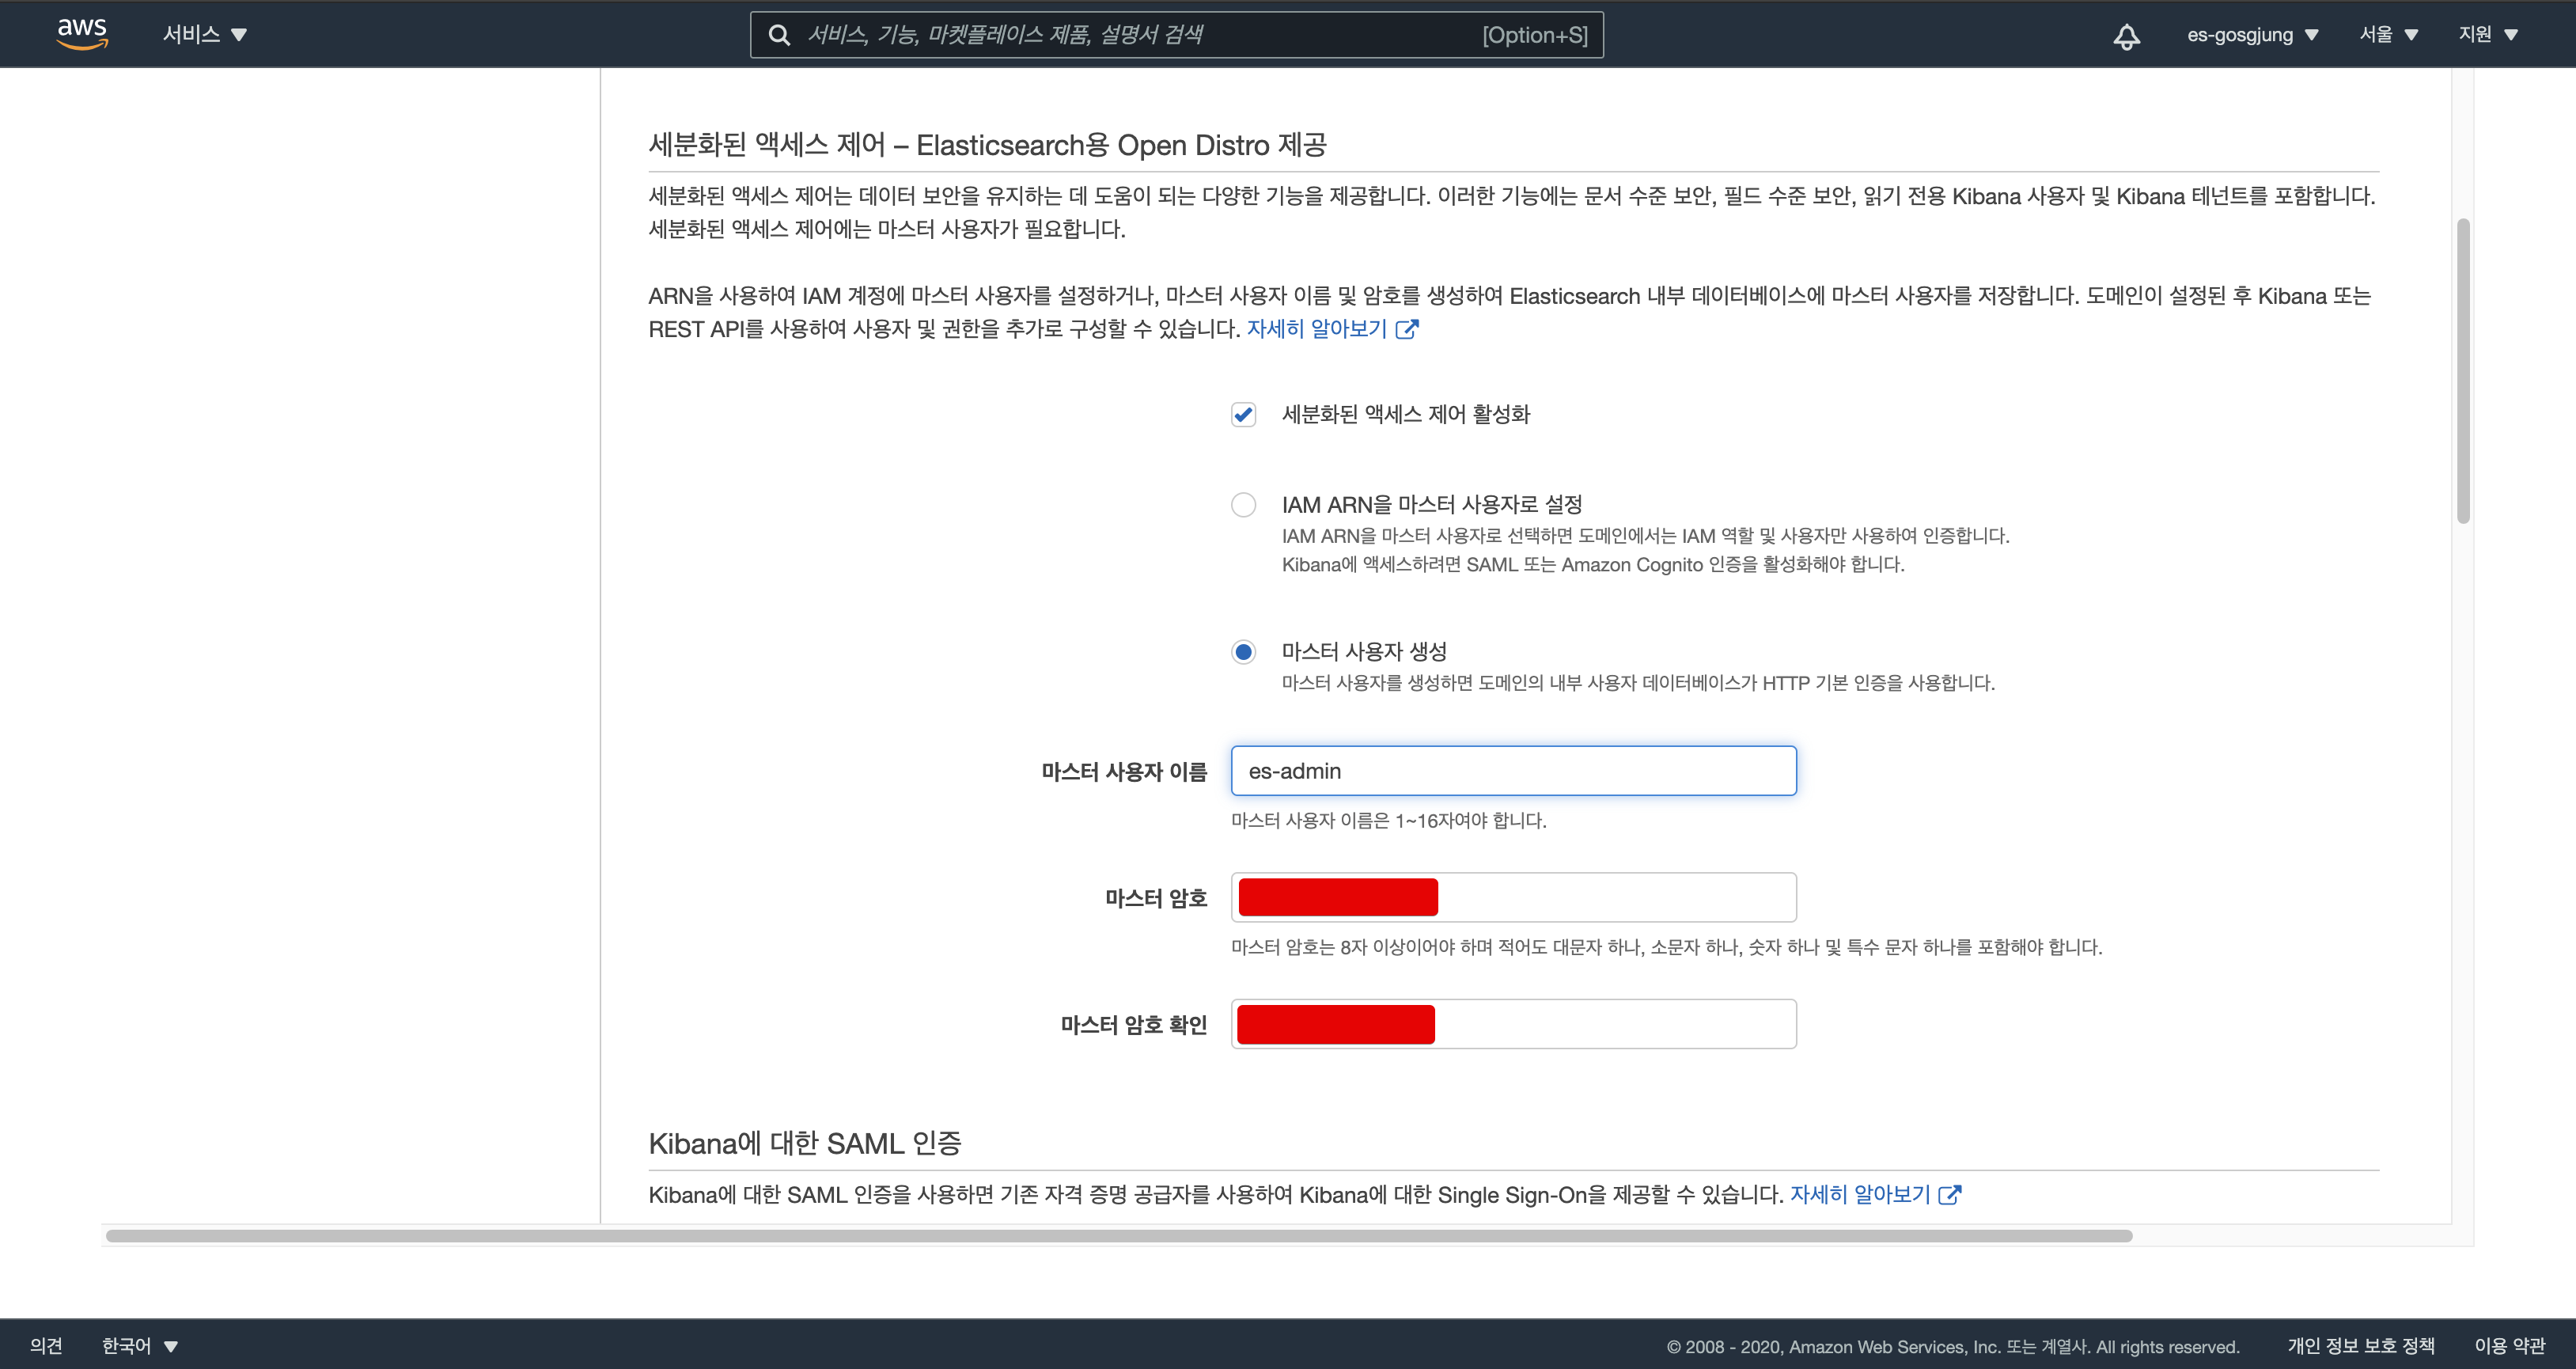 aws
서비스
서비스, 기능, 마켓플레이스 제품, 설명서 검색 [Option+S]
es-gosgjung
서울
지원
세분화된 액세스 제어 – Elasticsearch용 Open Distro 제공
세분화된 액세스 제어는 데이터 보안을 유지하는 데 도움이 되는 다양한 기능을 제공합니다. 이러한 기능에는 문서 수준 보안, 필드 수준 보안, 읽기 전용 Kibana 사용자 및 Kibana 테넌트를 포함합니다.
세분화된 액세스 제어에는 마스터 사용자가 필요합니다.
ARN을 사용하여 IAM 계정에 마스터 사용자를 설정하거나, 마스터 사용자 이름 및 암호를 생성하여 Elasticsearch 내부 데이터베이스에 마스터 사용자를 저장합니다. 도메인이 설정된 후 Kibana 또는
REST API를 사용하여 사용자 및 권한을 추가로 구성할 수 있습니다. 자세히 알아보기
세분화된 액세스 제어 활성화
IAM ARN을 마스터 사용자로 설정
IAM ARN을 마스터 사용자로 선택하면 도메인에서는 IAM 역할 및 사용자만 사용하여 인증합니다.
Kibana에 액세스하려면 SAML 또는 Amazon Cognito 인증을 활성화해야 합니다.
마스터 사용자 생성
마스터 사용자를 생성하면 도메인의 내부 사용자 데이터베이스가 HTTP 기본 인증을 사용합니다.
마스터 사용자 이름
es-admin
마스터 사용자 이름은 1~16자여야 합니다.
마스터 암호
마스터 암호는 8자 이상이어야 하며 적어도 대문자 하나, 소문자 하나, 숫자 하나 및 특수 문자 하나를 포함해야 합니다.
마스터 암호 확인
Kibana에 대한 SAML 인증
Kibana에 대한 SAML 인증을 사용하면 기존 자격 증명 공급자를 사용하여 Kibana에 대한 Single Sign-On을 제공할 수 있습니다. 자세히 알아보기
의견
한국어
© 2008 - 2020, Amazon Web Services, Inc. 또는 계열사. All rights reserved.
개인 정보 보호 정책
이용 약관